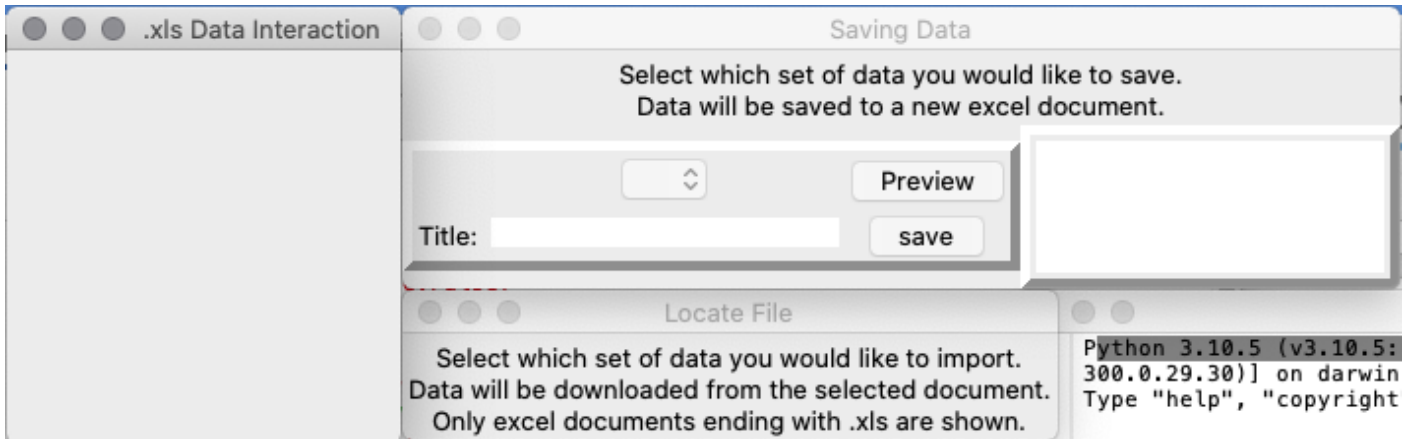 .xls Data Interaction
Saving Data
Select which set of data you would like to save.
Data will be saved to a new excel document.
Preview
Title:
save
Locate File
Select which set of data you would like to import.
Data will be downloaded from the selected document.
Only excel documents ending with .xls are shown.
Python 3.10.5 (v3.10.5:
300.0.29.30)] on darwin
Type "help", "copyright"